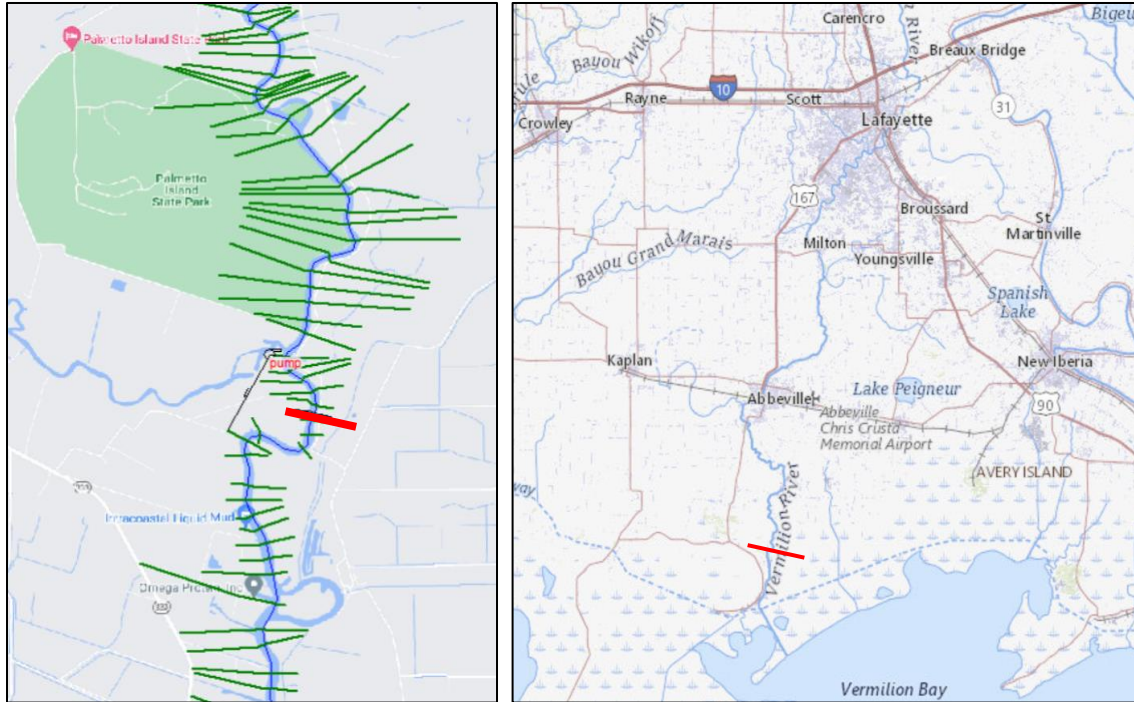 Palmetto Island State Park
Palmetto
Island
State Park
pump
Intracoastal Liquid Mud
Omega Protein Inc
Carencro
Bayou Wikoff
Breaux Bridge
10
Rayne
Scott
31
Crowley
Lafayette
167
Broussard
St
Martinville
Milton
Youngsville
Bayou Grand Marais
Spanish
Lake
Kaplan
New Iberia
Lake Peigneur
Abbeville
90
Abbeville
Chris Crusta
Memorial Airport
AVERY ISLAND
Vermilion River
Vermilion Bay